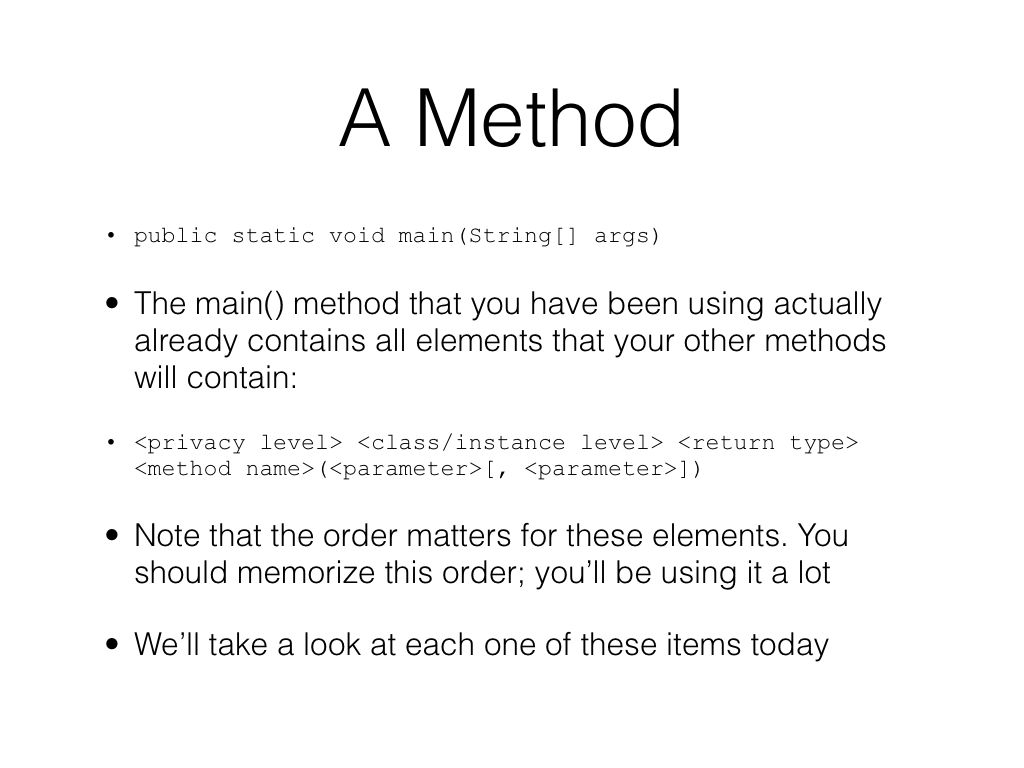 A Method
• public static void main(String[] args)
• The main() method that you have been using actually
already contains all elements that your other methods
will contain:
• <privacy level> <class/instance level> <return type>
<method name>(<parameter>[, <parameter>])
• Note that the order matters for these elements. You
should memorize this order; you’ll be using it a lot
• We’ll take a look at each one of these items today